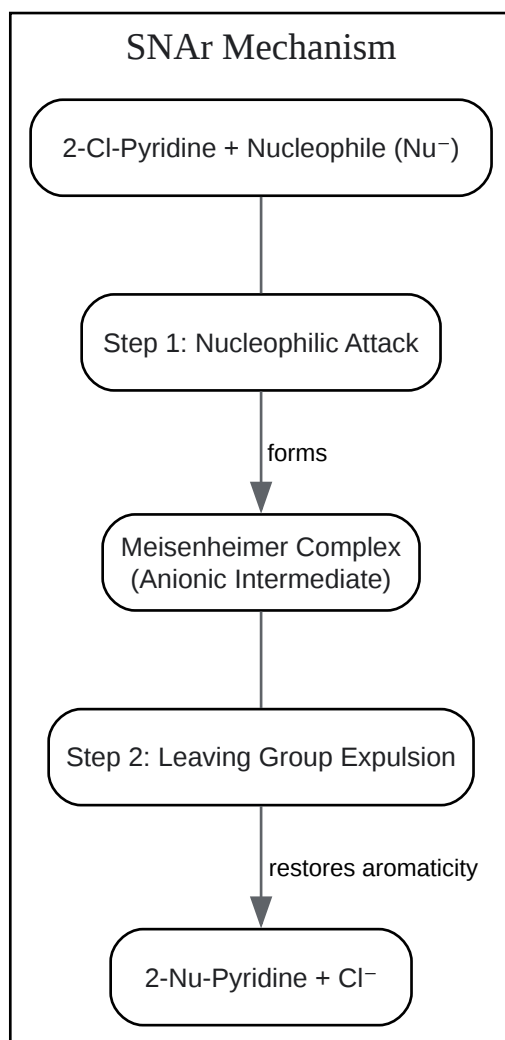 SNAr Mechanism
2-Cl-Pyridine + Nucleophile (Nu⁻)
Step 1: Nucleophilic Attack
forms
Meisenheimer Complex
(Anionic Intermediate)
Step 2: Leaving Group Expulsion
restores aromaticity
2-Nu-Pyridine + Cl⁻